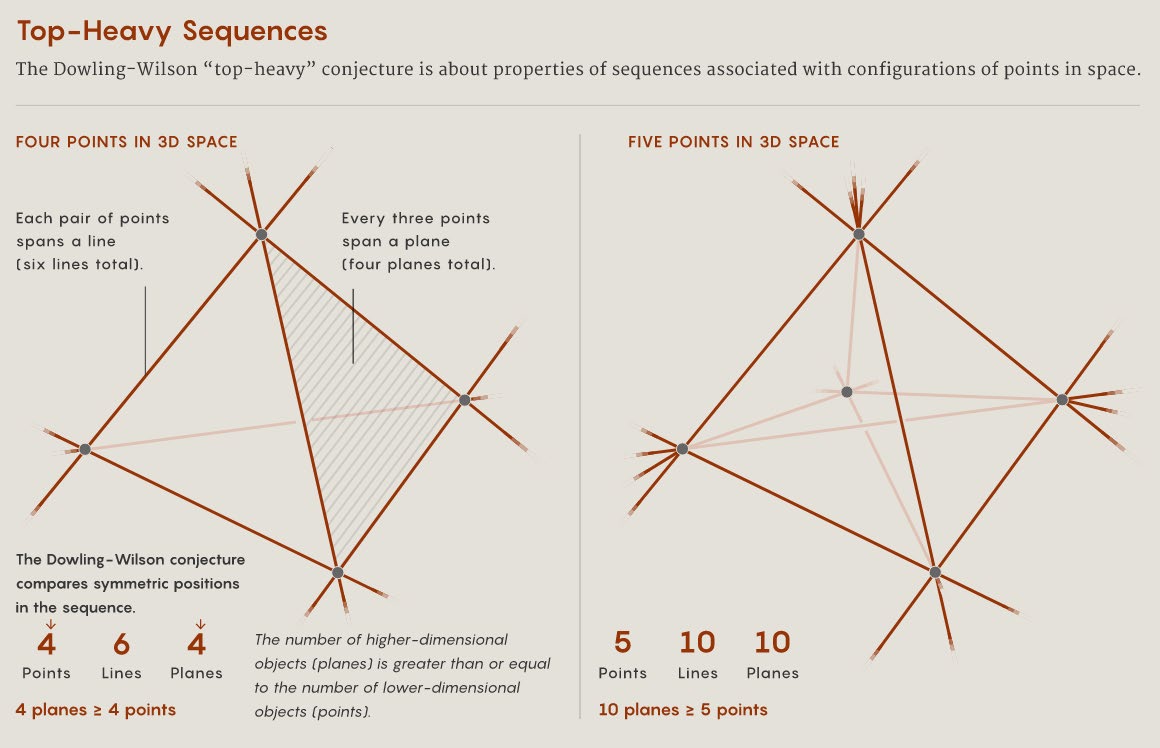 Top-Heavy Sequences
The Dowling-Wilson “top-heavy” conjecture is about properties of sequences associated with configurations of points in space.
FOUR POINTS IN 3D SPACE
Each pair of points
spans a line
(six lines total).
Every three points
span a plane
(four planes total).
The Dowling-Wilson conjecture
compares symmetric positions
in the sequence.
4 6 4
Points Lines Planes
4 planes ≥ 4 points
The number of higher-dimensional
objects (planes) is greater than or equal
to the number of lower-dimensional
objects (points).
FIVE POINTS IN 3D SPACE
5 10 10
Points Lines Planes
10 planes ≥ 5 points